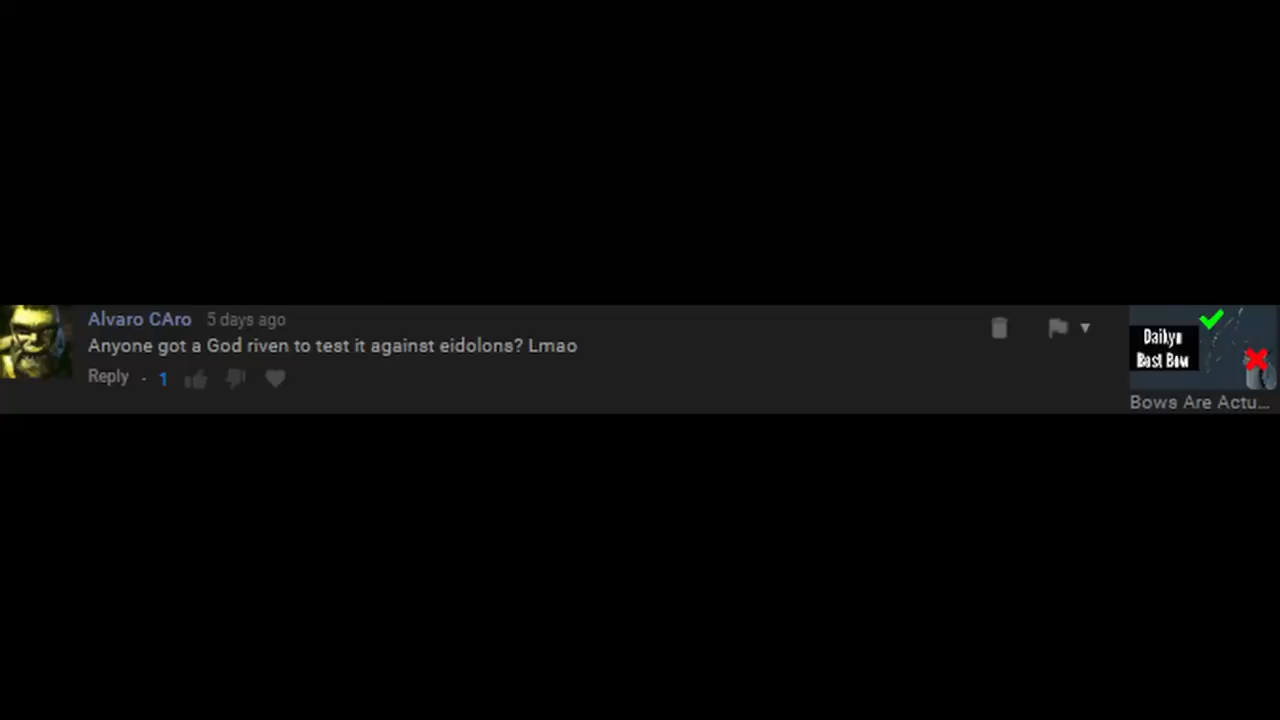 Alvaro CAro 5 days ago
Anyone got a God riven to test it against eidolons? Lmao
Reply · 1
Daikyu
Best Bow
Bows Are Actu...